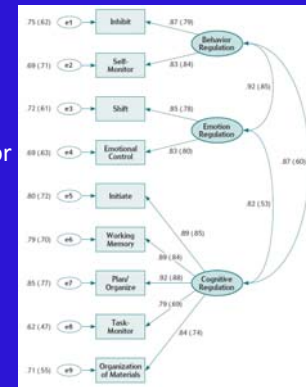 .75 (.62) e1 Inhibit .87 (.79)
Behavior Regulation
.69 (.71) e2 Self-Monitor .83 (.84)
.92 (.85)
.72 (.61) e3 Shift .85 (.78)
Emotion Regulation
or
.69 (.63) e4 Emotional Control .83 (.80)
.87 (.60)
.80 (.72) e5 Initiate
.82 (.53)
.89 (.85)
.79 (.70) e6 Working Memory
.89 (.84)
.85 (.77) e7 Plan/Organize .92 (.88)
Cognitive Regulation
.79 (.69)
.62 (.47) e8 Task-Monitor
.84 (.74)
.71 (.55) e9 Organization of Materials